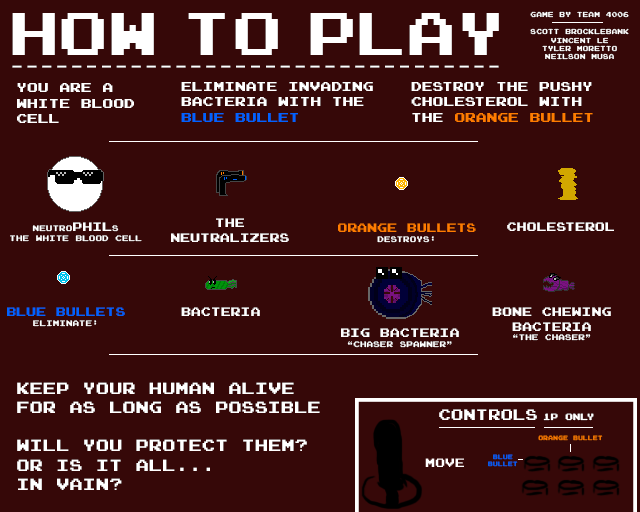 HOW TO PLAY
GAME BY TEAM 4006
SCOTT BROCKLEBANK
VINCENT LE
TYLER MORETTO
NEILSON MUSA
YOU ARE A
WHITE BLOOD
CELL
ELIMINATE INVADING
BACTERIA WITH THE
BLUE BULLET
DESTROY THE PUSHY
CHOLESTEROL WITH
THE ORANGE BULLET
NEUTROPHILS
THE WHITE BLOOD CELL
THE
NEUTRALIZERS
ORANGE BULLETS
DESTROYS:
CHOLESTEROL
BLUE BULLETS
ELIMINATE:
BACTERIA
BIG BACTERIA
"CHASER SPAWNER"
BONE CHEWING
BACTERIA
"THE CHASER"
KEEP YOUR HUMAN ALIVE
FOR AS LONG AS POSSIBLE
WILL YOU PROTECT THEM?
OR IS IT ALL...
IN VAIN?
CONTROLS 1P ONLY
ORANGE BULLET
MOVE
BLUE
BULLET